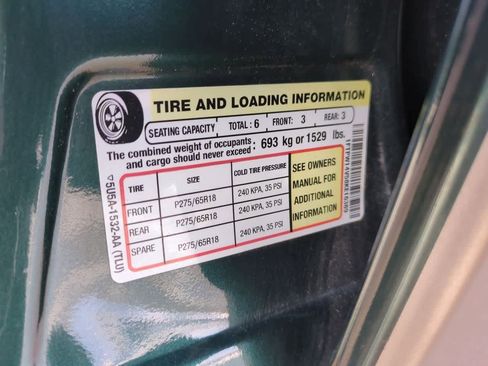 TIRE AND LOADING INFORMATION
SEATING CAPACITY TOTAL: 6 FRONT: 3 REAR: 3
The combined weight of occupants
and cargo should never exceed : 693 kg or 1529 lbs.
TIRE SIZE COLD TIRE PRESSURE
FRONT P275/65R18 240 KPA, 35 PSI
REAR P275/65R18 240 KPA, 35 PSI
SPARE P275/65R18 240 KPA, 35 PSI
SEE OWNERS
MANUAL FOR
ADDITIONAL
INFORMATION
5U5A-1532-AA (TLU)